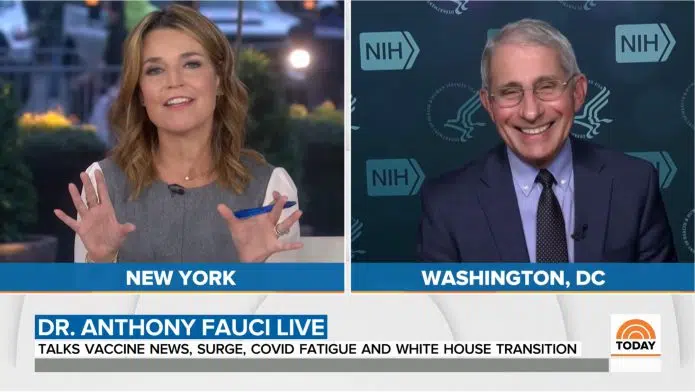 NIH
NIH
NIH
NEW YORK
WASHINGTON, DC
DR. ANTHONY FAUCI LIVE
TALKS VACCINE NEWS, SURGE, COVID FATIGUE AND WHITE HOUSE TRANSITION
TODAY